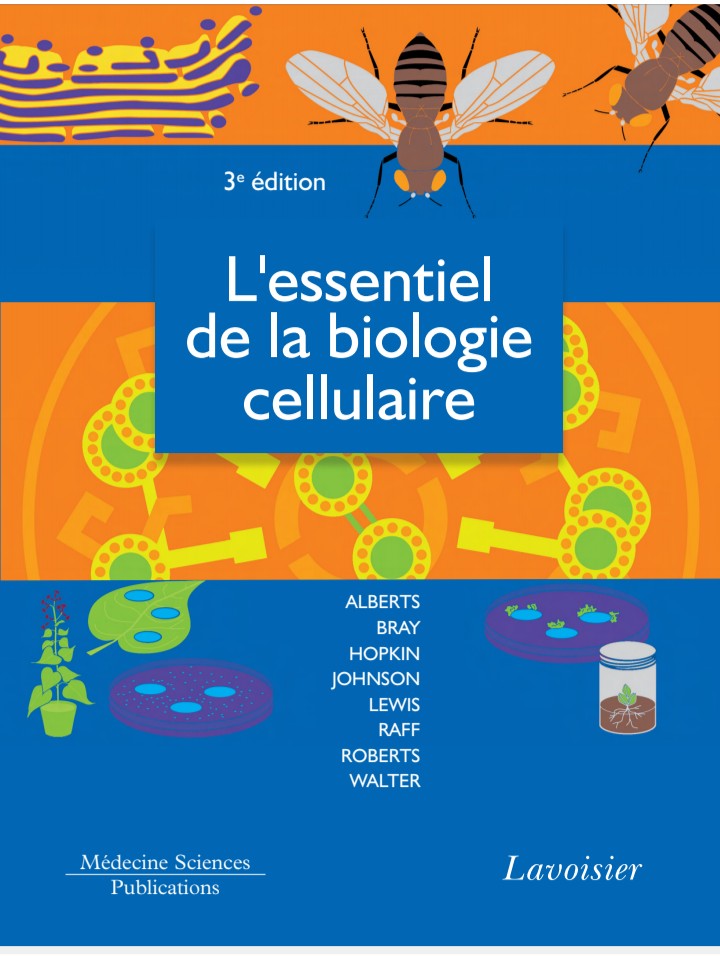 3e édition
L'essentiel
de la biologie
cellulaire
ALBERTS
BRAY
HOPKIN
JOHNSON
LEWIS
RAFF
ROBERTS
WALTER
Médecine Sciences
Publications
Lavoisier